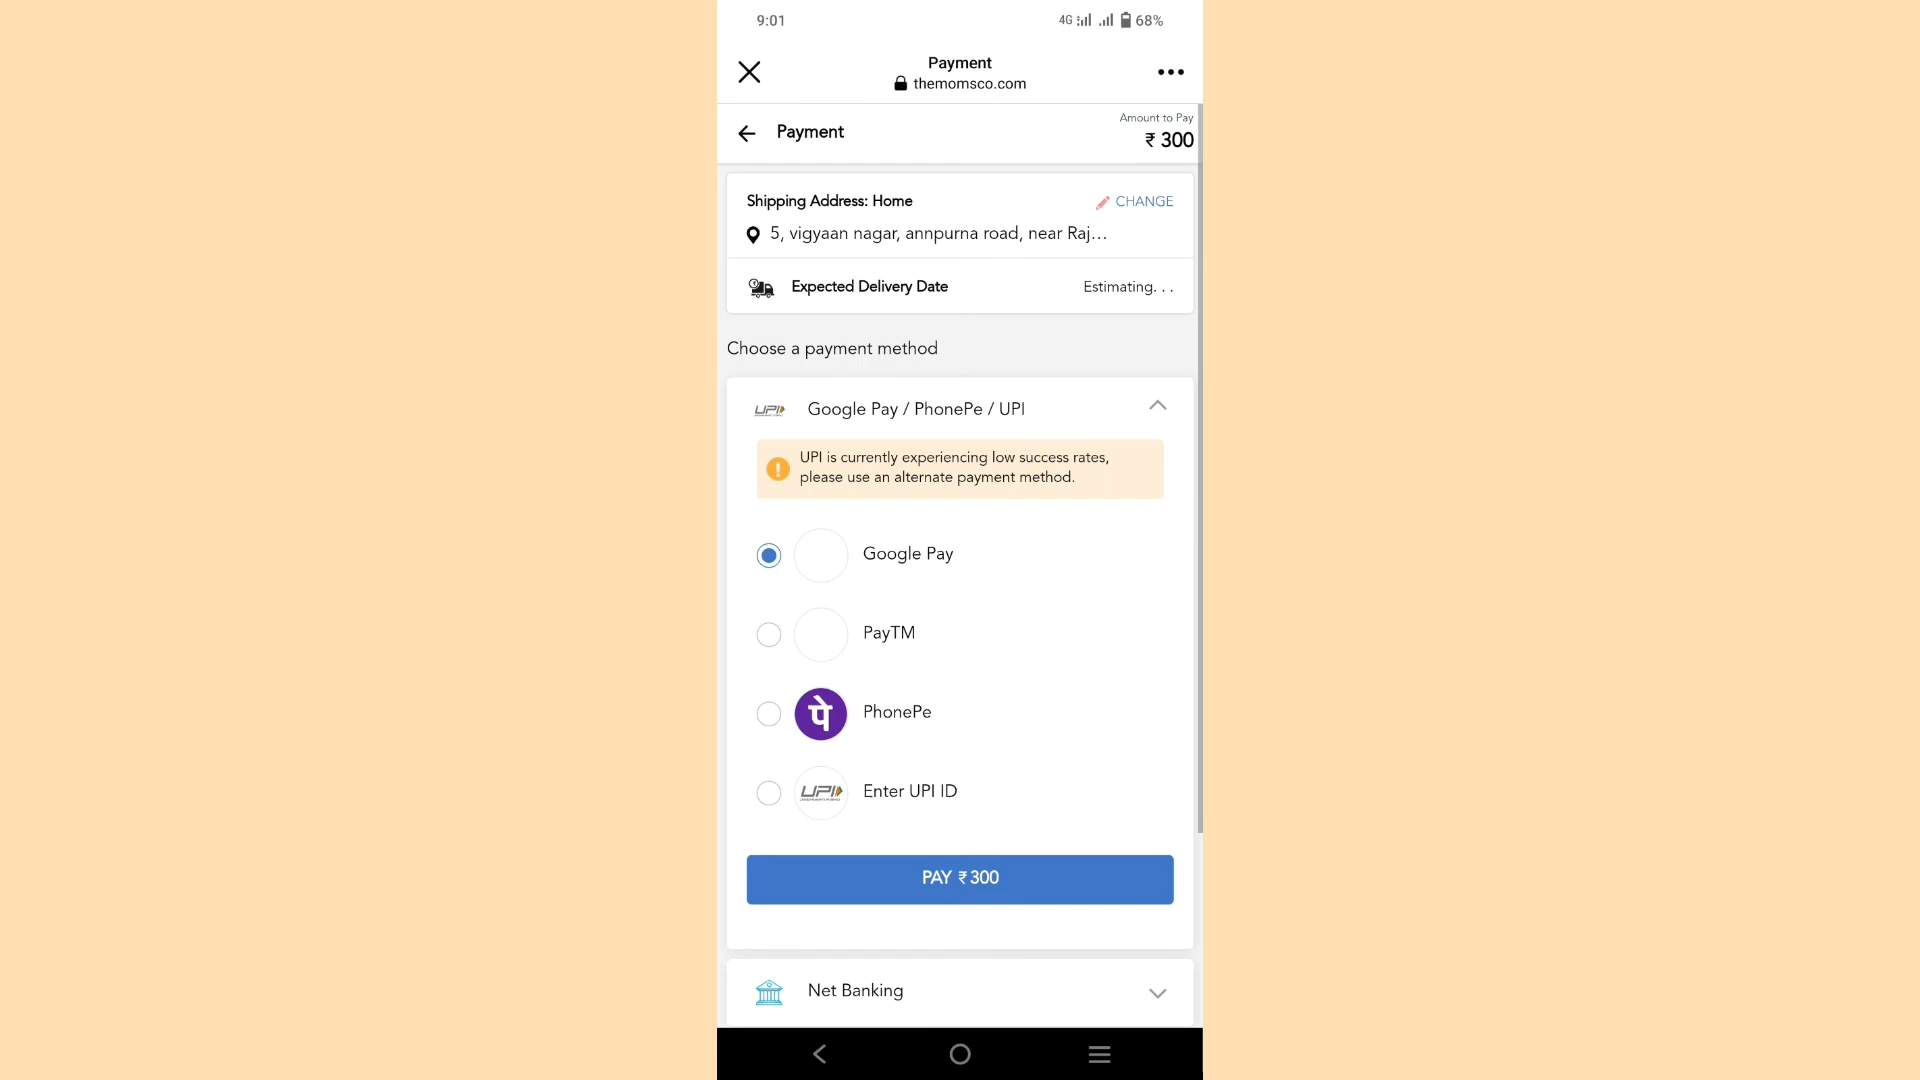 9:01
4G 68%
Payment
themomsco.com
Payment
Amount to Pay
₹ 300
Shipping Address: Home
CHANGE
5, vigyaan nagar, annpurna road, near Raj...
Expected Delivery Date
Estimating. . .
Choose a payment method
UPI
Google Pay / PhonePe / UPI
UPI is currently experiencing low success rates,
please use an alternate payment method.
Google Pay
PayTM
पे
PhonePe
UPI
Enter UPI ID
PAY ₹ 300
Net Banking